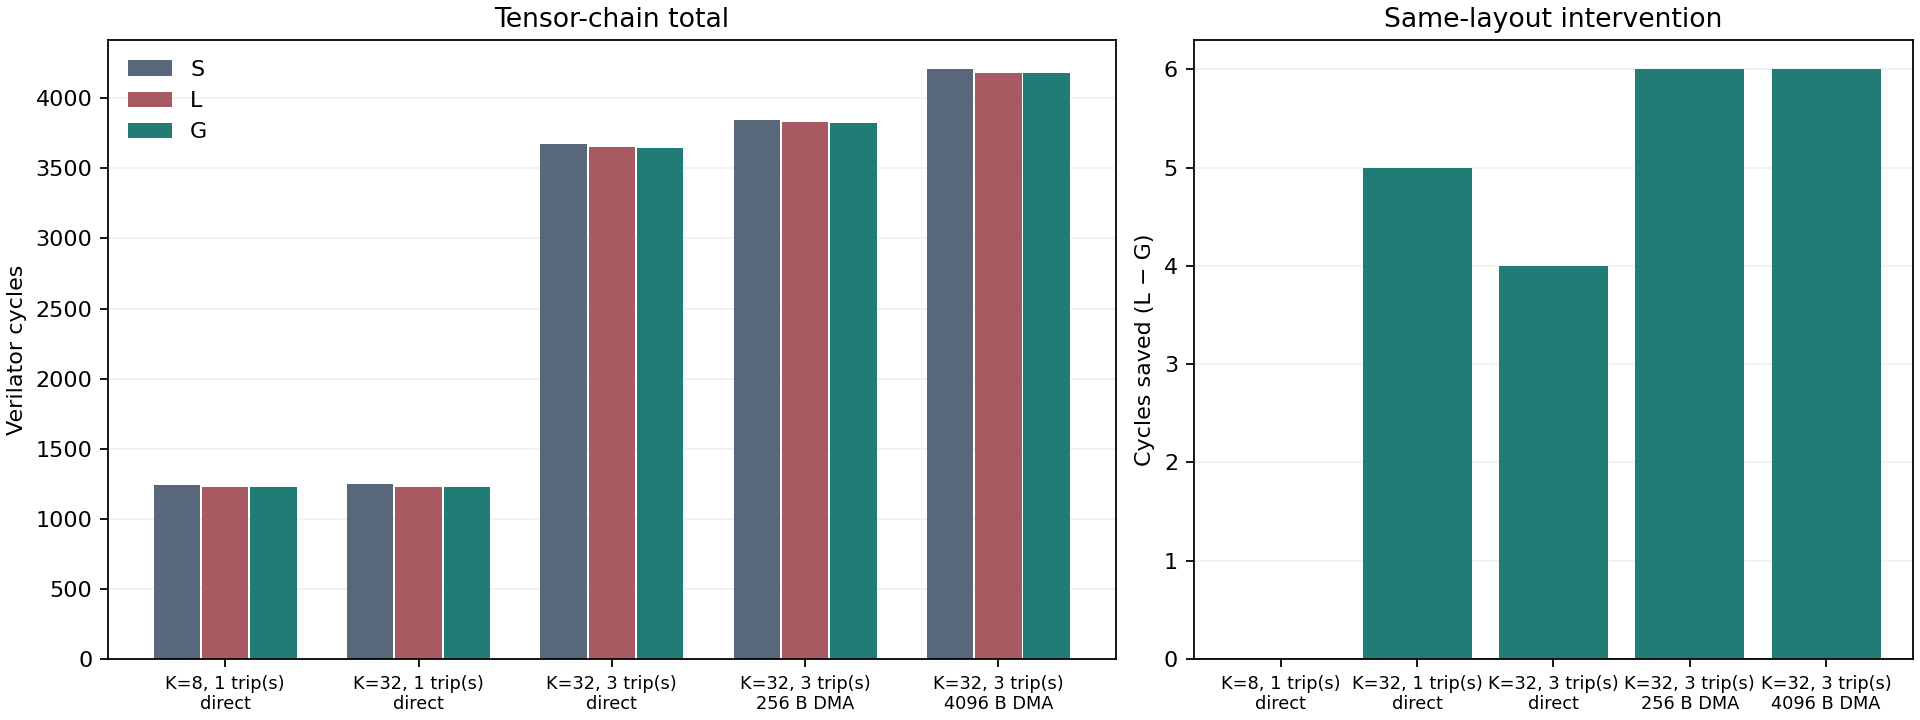 Tensor-chain total
S
L
G
Verilator cycles
4000
3500
3000
2500
2000
1500
1000
500
0
K=8, 1 trip(s)
direct
K=32, 1 trip(s)
direct
K=32, 3 trip(s)
direct
K=32, 3 trip(s)
256 B DMA
K=32, 3 trip(s)
4096 B DMA
Same-layout intervention
Cycles saved (L − G)
6
5
4
3
2
1
0
K=8, 1 trip(s)
direct
K=32, 1 trip(s)
direct
K=32, 3 trip(s)
direct
K=32, 3 trip(s)
256 B DMA
K=32, 3 trip(s)
4096 B DMA